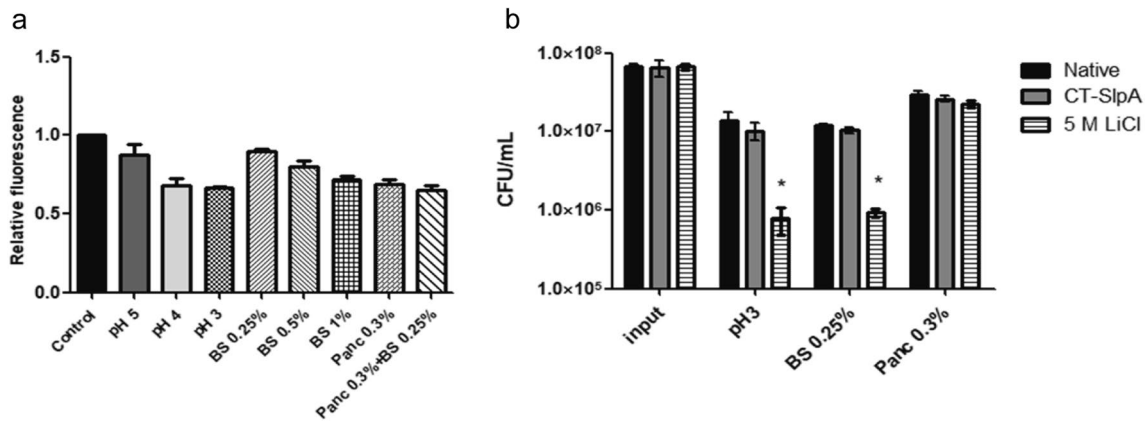 a
Relative fluorescence
1.5
1.0
0.5
0.0
Control
pH 5
pH 4
pH 3
BS 0.25%
BS 0.5%
BS 1%
Panc 0.3%
Panc 0.3%+BS 0.25%
b
CFU/mL
1.0×10⁸
1.0×10⁷
1.0×10⁶
1.0×10⁵
*
*
input
pH3
BS 0.25%
Panc 0.3%
Native
CT-SlpA
5 M LiCl